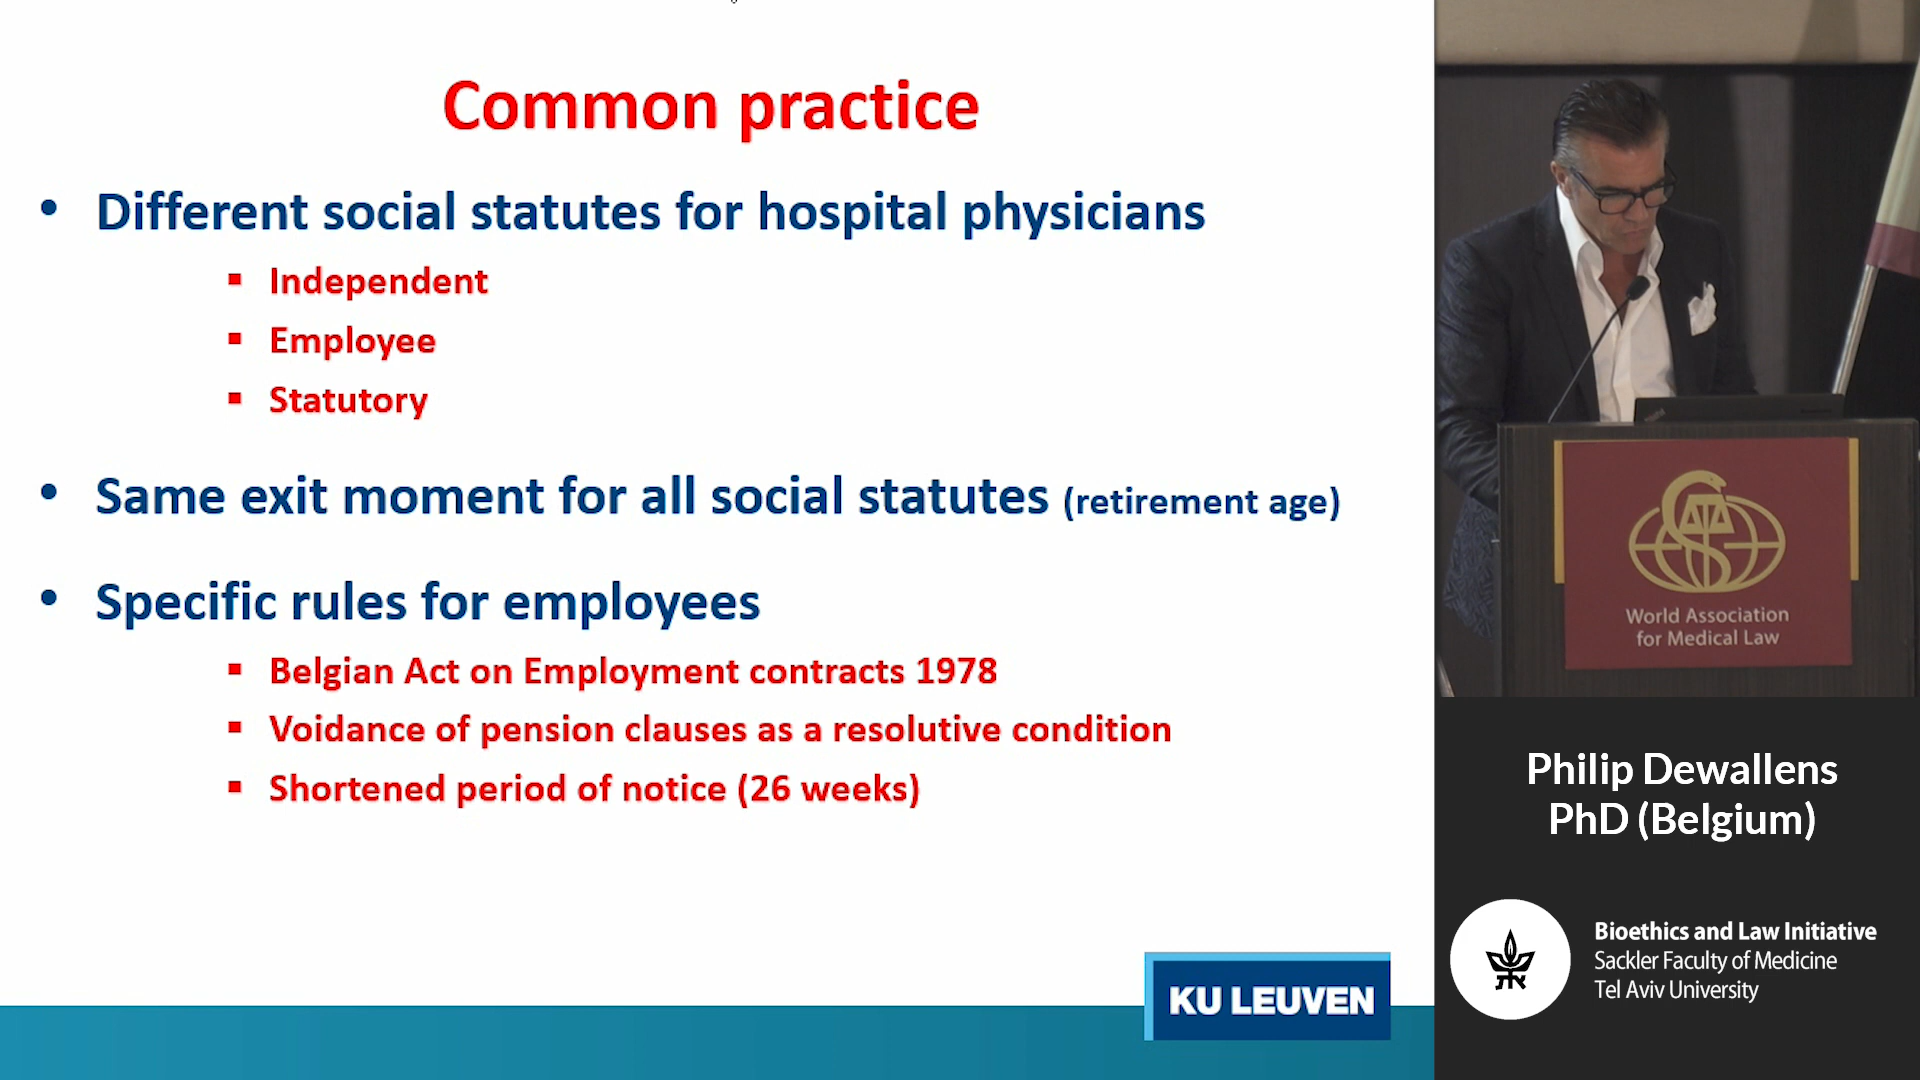 Common practice
• Different social statutes for hospital physicians
▪ Independent
▪ Employee
▪ Statutory
• Same exit moment for all social statutes (retirement age)
• Specific rules for employees
▪ Belgian Act on Employment contracts 1978
▪ Voidance of pension clauses as a resolutive condition
▪ Shortened period of notice (26 weeks)
KU LEUVEN
World Association
for Medical Law
Philip Dewallens
PhD (Belgium)
Bioethics and Law Initiative
Sackler Faculty of Medicine
Tel Aviv University